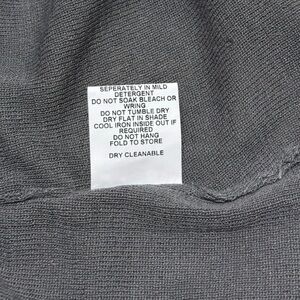 SEPERATELY IN MILD
DETERGENT
DO NOT SOAK BLEACH OR
WRING
DO NOT TUMBLE DRY
DRY FLAT IN SHADE
COOL IRON INSIDE OUT IF
REQUIRED
DO NOT HANG
FOLD TO STORE
DRY CLEANABLE